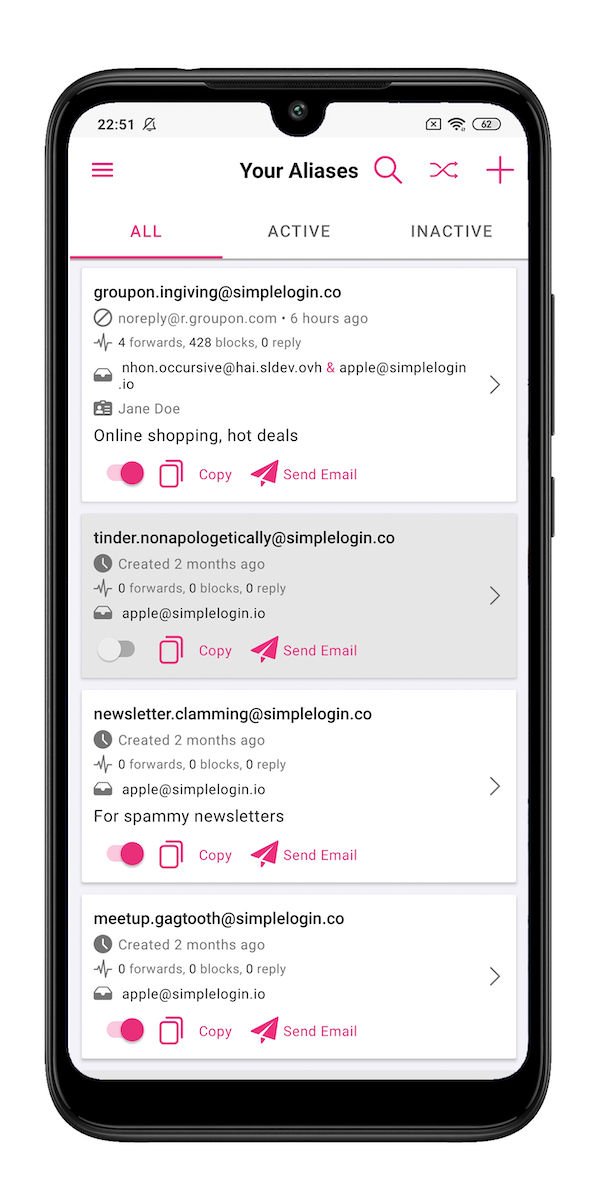 22:51
62
Your Aliases
ALL
ACTIVE
INACTIVE
groupon.ingiving@simplelogin.co
noreply@r.groupon.com • 6 hours ago
4 forwards, 428 blocks, 0 reply
nhon.occursive@hai.sldev.ovh & apple@simplelogin
.io
Jane Doe
Online shopping, hot deals
Copy
Send Email
tinder.nonapologetically@simplelogin.co
Created 2 months ago
0 forwards, 0 blocks, 0 reply
apple@simplelogin.io
Copy
Send Email
newsletter.clamming@simplelogin.co
Created 2 months ago
0 forwards, 0 blocks, 0 reply
apple@simplelogin.io
For spammy newsletters
Copy
Send Email
meetup.gagtooth@simplelogin.co
Created 2 months ago
0 forwards, 0 blocks, 0 reply
apple@simplelogin.io
Copy
Send Email